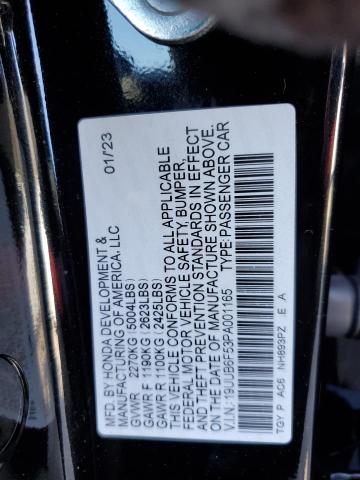 MFD. BY HONDA DEVELOPMENT & 01/'23
MANUFACTURING OF AMERICA, LLC
GVWR 2270KG (5004LBS)
GAWR F 1190KG (2623LBS)
GAWR R 1100KG (2425LBS)
THIS VEHICLE CONFORMS TO ALL APPLICABLE
FEDERAL MOTOR VEHICLE SAFETY, BUMPER,
AND THEFT PREVENTION STANDARDS IN EFFECT
ON THE DATE OF MANUFACTURE SHOWN ABOVE.
V.I.N.: 19UUB6F53PA001165 TYPE: PASSENGER CAR
TGY P AC6 NH893PZ E A